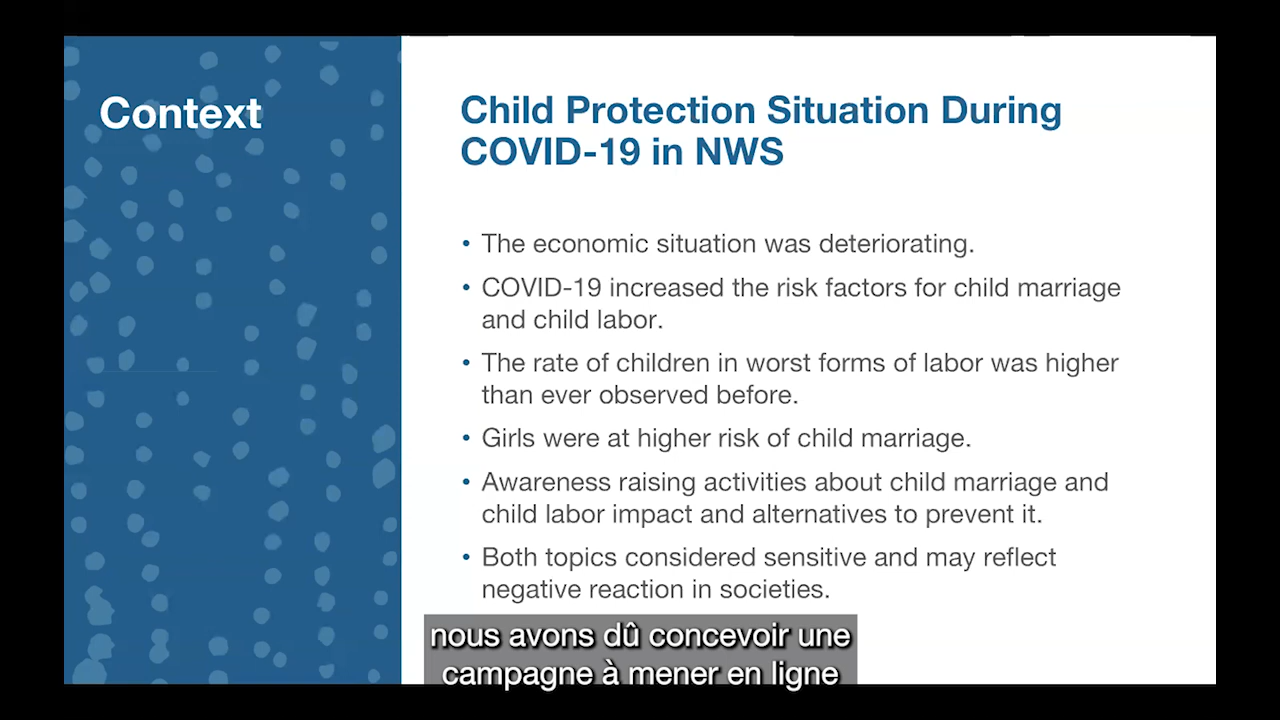 Context
Child Protection Situation During
COVID-19 in NWS
• The economic situation was deteriorating.
• COVID-19 increased the risk factors for child marriage
and child labor.
• The rate of children in worst forms of labor was higher
than ever observed before.
• Girls were at higher risk of child marriage.
• Awareness raising activities about child marriage and
child labor impact and alternatives to prevent it.
• Both topics considered sensitive and may reflect
negative reaction in societies.
nous avons dû concevoir une
campagne à mener en ligne